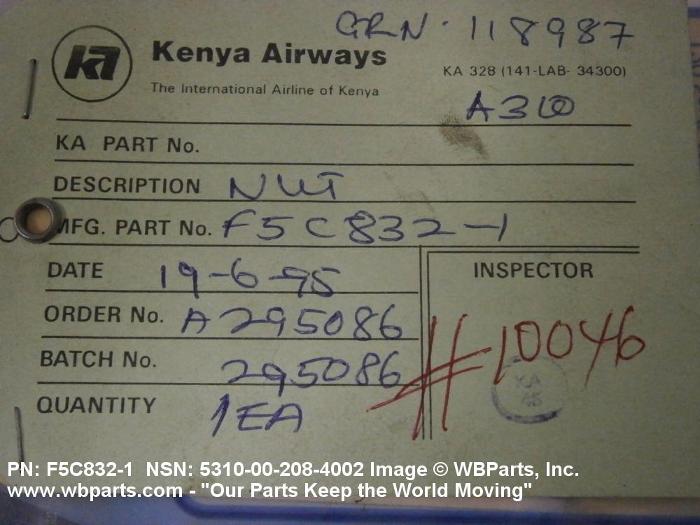 GRN. 118987
KA Kenya Airways
KA 328 (141-LAB- 34300)
The International Airline of Kenya
A310
KA PART No.
DESCRIPTION NUT
MFG. PART No. F5C832-1
DATE 19-6-95
INSPECTOR
ORDER No. A295086
#10046
BATCH No. 295086
KA
45
QUANTITY 1EA
PN: F5C832-1 NSN: 5310-00-208-4002 Image © WBParts, Inc.
www.wbparts.com - "Our Parts Keep the World Moving"